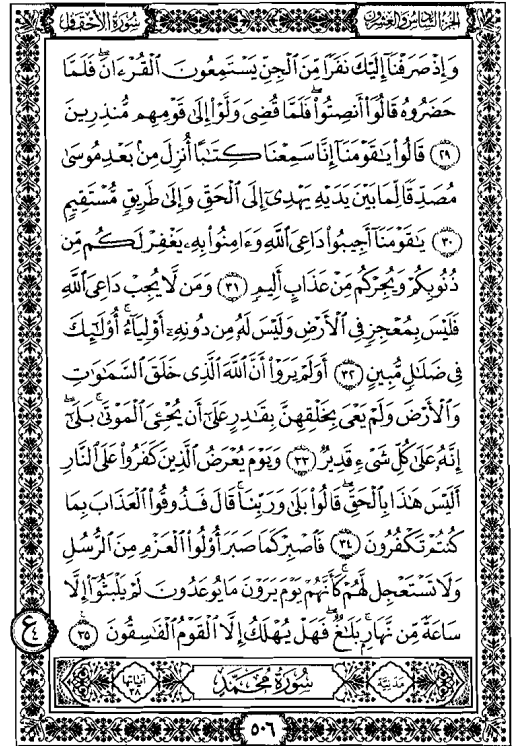 الجزء السادس والعشرون
سورة الأحقاف
وَإِذْ صَرَفْنَآ إِلَيْكَ نَفَرًا مِّنَ ٱلْجِنِّ يَسْتَمِعُونَ ٱلْقُرْءَانَ فَلَمَّا
حَضَرُوهُ قَالُوٓا۟ أَنصِتُوا۟ ۖ فَلَمَّا قُضِىَ وَلَّوْا۟ إِلَىٰ قَوْمِهِم مُّنذِرِينَ
٢٩ قَالُوا۟ يَـٰقَوْمَنَآ إِنَّا سَمِعْنَا كِتَـٰبًا أُنزِلَ مِنۢ بَعْدِ مُوسَىٰ
مُصَدِّقًا لِّمَا بَيْنَ يَدَيْهِ يَهْدِىٓ إِلَى ٱلْحَقِّ وَإِلَىٰ طَرِيقٍ مُّسْتَقِيمٍ
٣٠ يَـٰقَوْمَنَآ أَجِيبُوا۟ دَاعِىَ ٱللَّهِ وَءَامِنُوا۟ بِهِۦ يَغْفِرْ لَكُم مِّن
ذُنُوبِكُمْ وَيُجِرْكُم مِّنْ عَذَابٍ أَلِيمٍ ٣١ وَمَن لَّا يُجِبْ دَاعِىَ ٱللَّهِ
فَلَيْسَ بِمُعْجِزٍ فِى ٱلْأَرْضِ وَلَيْسَ لَهُۥ مِن دُونِهِۦٓ أَوْلِيَآءُ ۚ أُو۟لَـٰٓئِكَ
فِى ضَلَـٰلٍ مُّبِينٍ ٣٢ أَوَلَمْ يَرَوْا۟ أَنَّ ٱللَّهَ ٱلَّذِى خَلَقَ ٱلسَّمَـٰوَٰتِ
وَٱلْأَرْضَ وَلَمْ يَعْىَ بِخَلْقِهِنَّ بِقَـٰدِرٍ عَلَىٰٓ أَن يُحْـِۧىَ ٱلْمَوْتَىٰ ۚ بَلَىٰٓ
إِنَّهُۥ عَلَىٰ كُلِّ شَىْءٍ قَدِيرٌ ٣٣ وَيَوْمَ يُعْرَضُ ٱلَّذِينَ كَفَرُوا۟ عَلَى ٱلنَّارِ
أَلَيْسَ هَـٰذَا بِٱلْحَقِّ ۖ قَالُوا۟ بَلَىٰ وَرَبِّنَا ۚ قَالَ فَذُوقُوا۟ ٱلْعَذَابَ بِمَا
كُنتُمْ تَكْفُرُونَ ٣٤ فَٱصْبِرْ كَمَا صَبَرَ أُو۟لُوا۟ ٱلْعَزْمِ مِنَ ٱلرُّسُلِ
وَلَا تَسْتَعْجِل لَّهُمْ ۚ كَأَنَّهُمْ يَوْمَ يَرَوْنَ مَا يُوعَدُونَ لَمْ يَلْبَثُوٓا۟ إِلَّا
سَاعَةً مِّن نَّهَارٍۭ ۚ بَلَـٰغٌ ۚ فَهَلْ يُهْلَكُ إِلَّا ٱلْقَوْمُ ٱلْفَـٰسِقُونَ ٣٥
ع ٤
مدنية سورة محمد آياتها ٣٨
٥٠٦